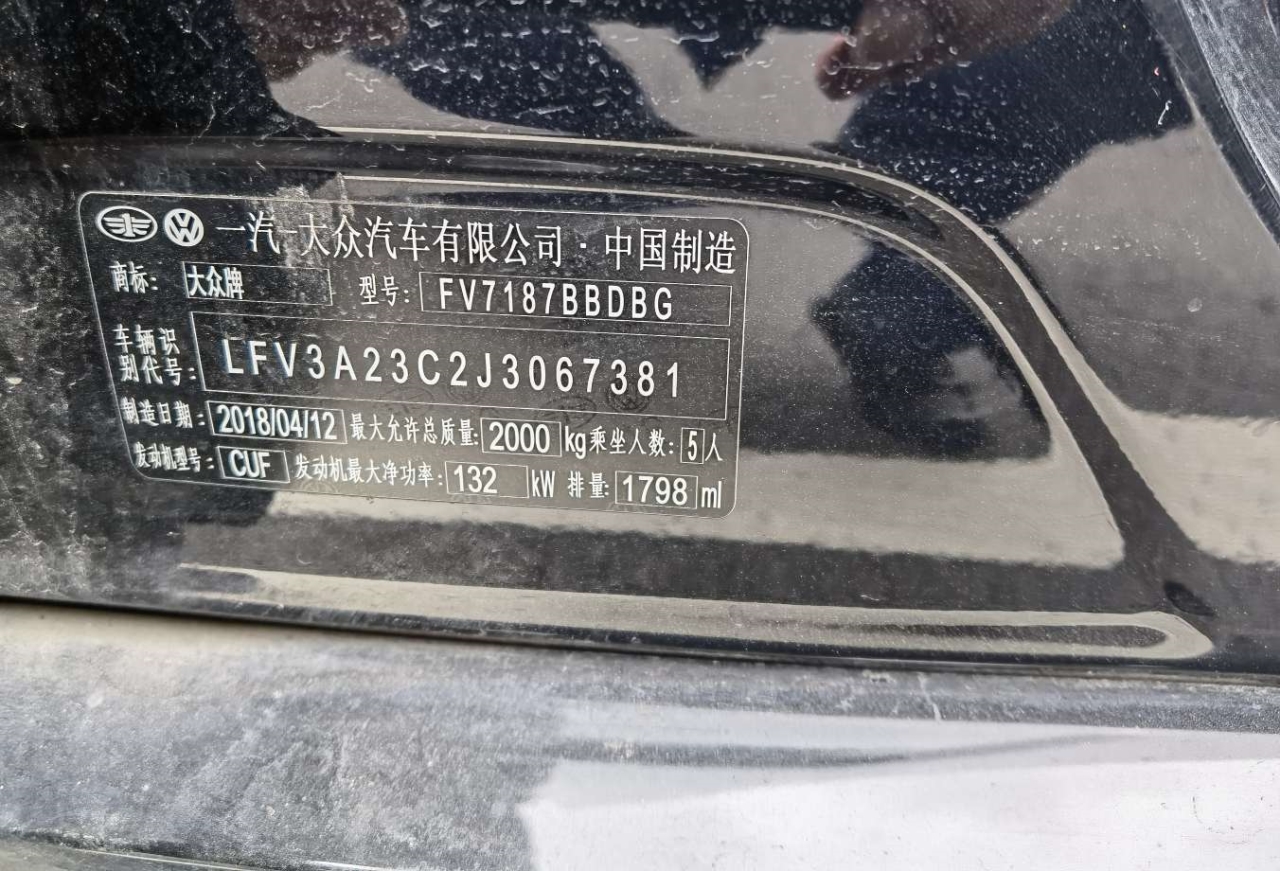 一汽-大众汽车有限公司·中国制造
商标: 大众牌 型号: FV7187BBDBG
车辆识别代号: LFV3A23C2J3067381
制造日期: 2018/04/12 最大允许总质量: 2000 kg 乘坐人数: 5 人
发动机型号: CUF 发动机最大净功率: 132 kW 排量: 1798 ml